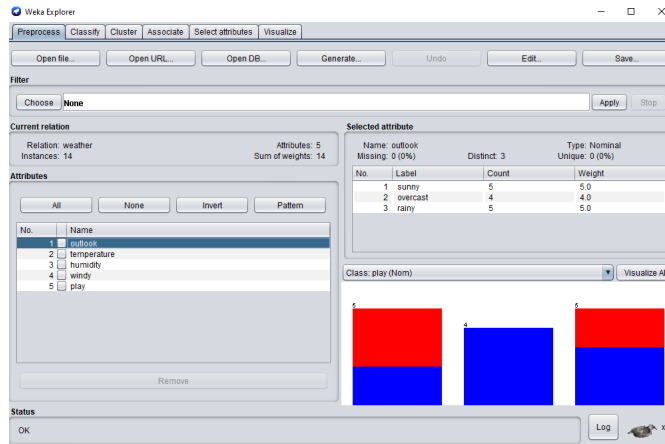 Weka Explorer
Preprocess Classify Cluster Associate Select attributes Visualize
Open file... Open URL... Open DB... Generate... Undo Edit... Save...
Filter
Choose None Apply Stop
Current relation
Relation: weather Attributes: 5
Instances: 14 Sum of weights: 14
Attributes
All None Invert Pattern
No. Name
1 outlook
2 temperature
3 humidity
4 windy
5 play
Remove
Selected attribute
Name: outlook Type: Nominal
Missing: 0 (0%) Distinct: 3 Unique: 0 (0%)
No. Label Count Weight
1 sunny 5 5.0
2 overcast 4 4.0
3 rainy 5 5.0
Class: play (Nom) Visualize Al
5 4 5
Status
OK Log x